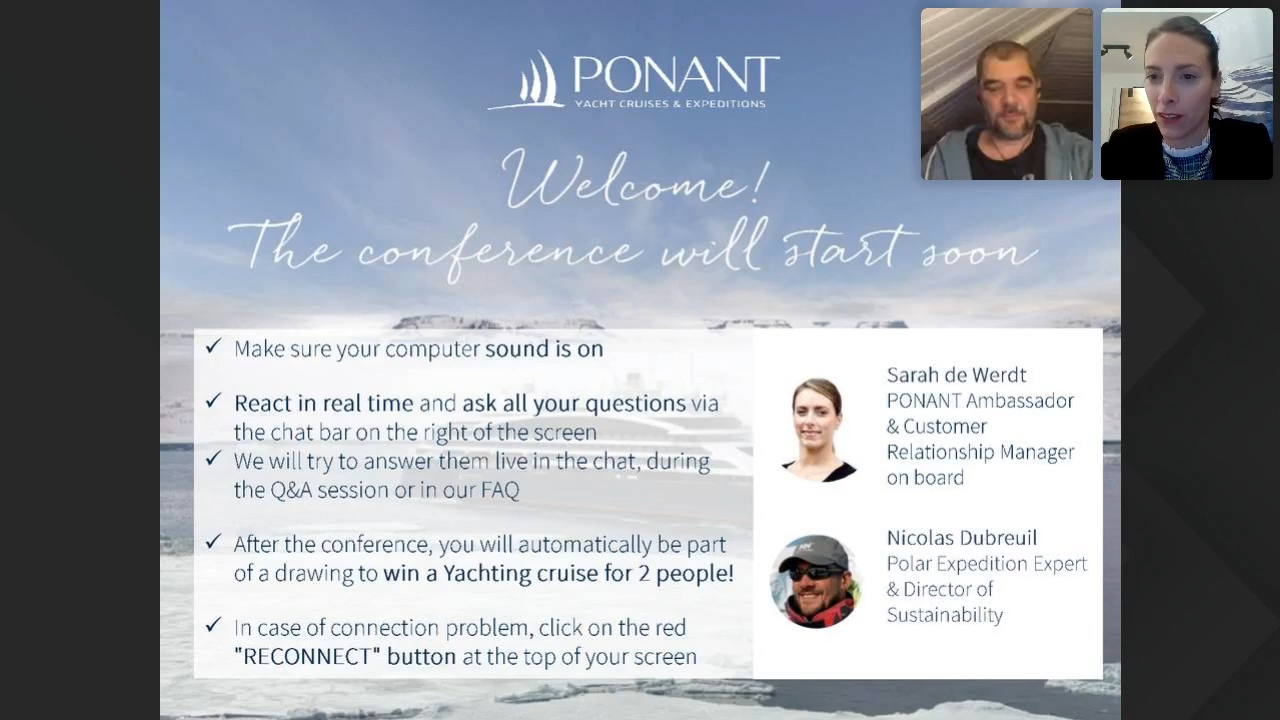 PONANT
YACHT CRUISES & EXPEDITIONS
Welcome!
The conference will start soon
✓ Make sure your computer sound is on
✓ React in real time and ask all your questions via
the chat bar on the right of the screen
✓ We will try to answer them live in the chat, during
the Q&A session or in our FAQ
✓ After the conference, you will automatically be part
of a drawing to win a Yachting cruise for 2 people!
✓ In case of connection problem, click on the red
"RECONNECT" button at the top of your screen
Sarah de Werdt
PONANT Ambassador
& Customer
Relationship Manager
on board
Nicolas Dubreuil
Polar Expedition Expert
& Director of
Sustainability